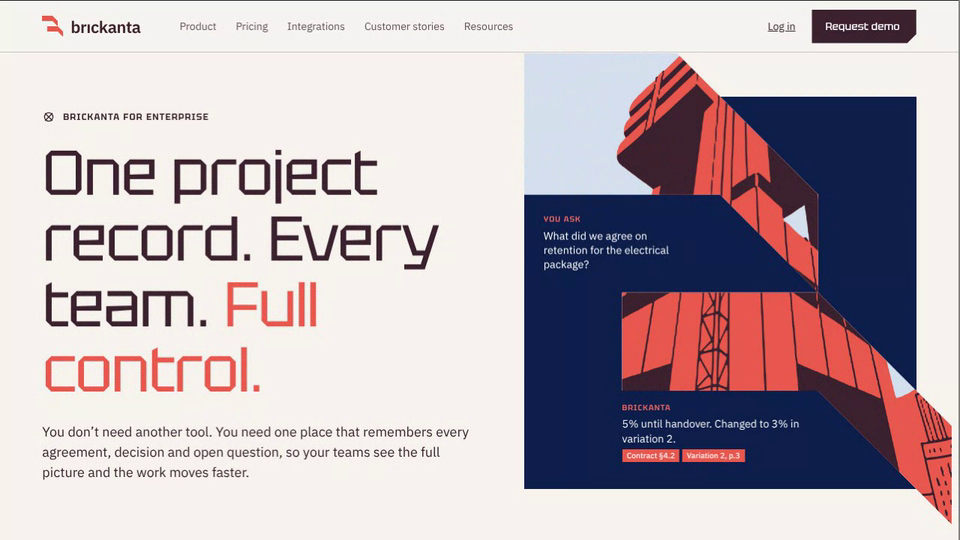 brickanta
Product Pricing Integrations Customer stories Resources
Log in
Request demo
BRICKANTA FOR ENTERPRISE
One project
record. Every
team. Full
control.
You don’t need another tool. You need one place that remembers every
agreement, decision and open question, so your teams see the full
picture and the work moves faster.
YOU ASK
What did we agree on
retention for the electrical
package?
BRICKANTA
5% until handover. Changed to 3% in
variation 2.
Contract §4.2 Variation 2, p.3